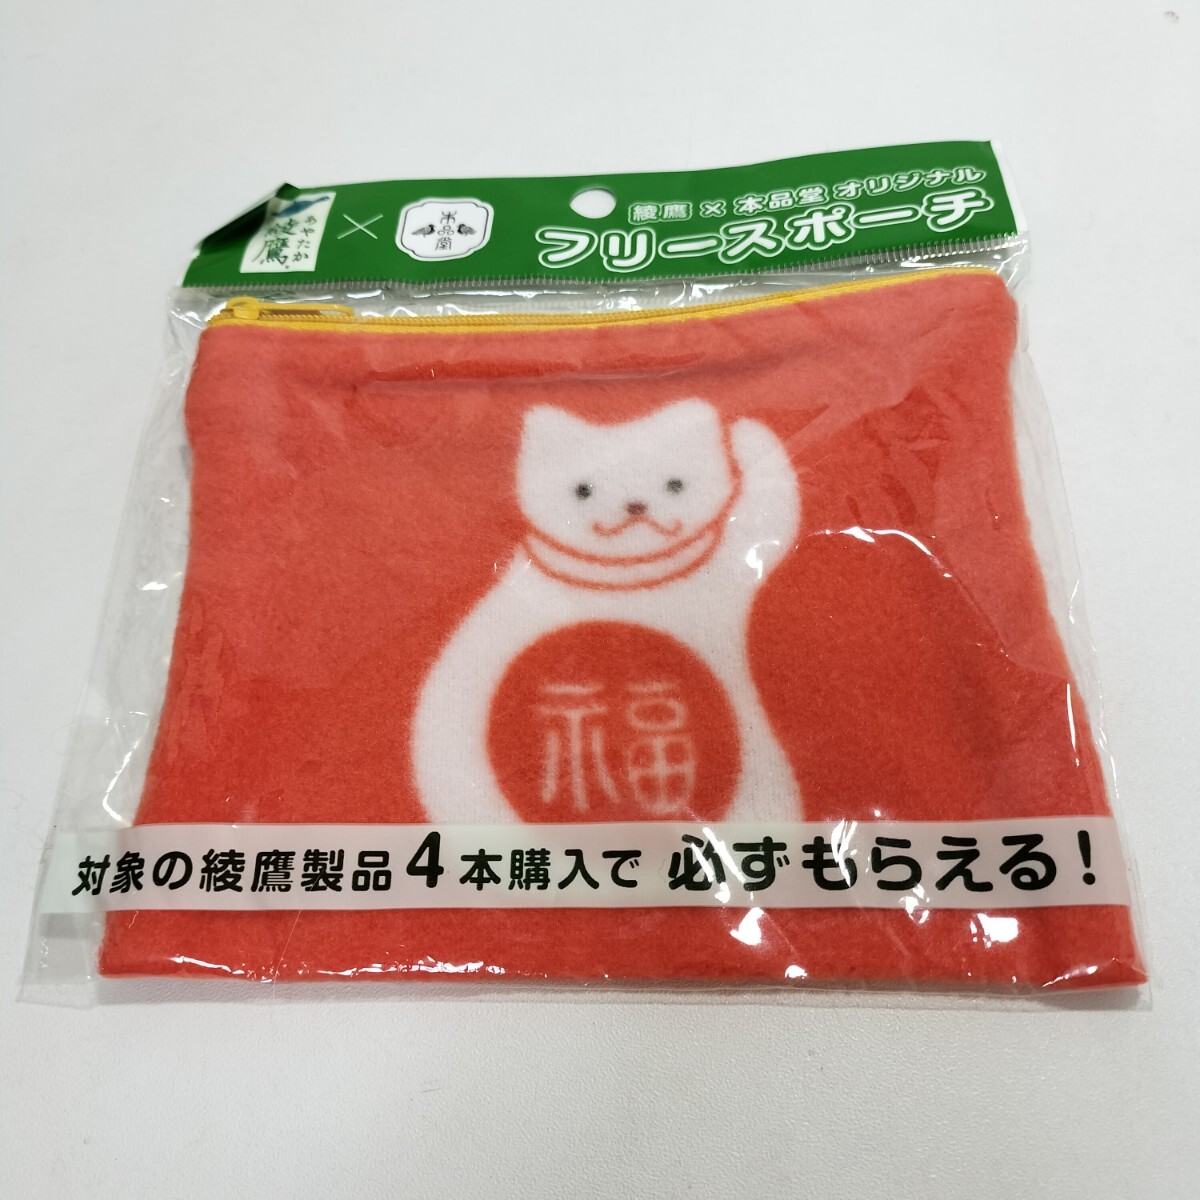 あやたか
綾鷹
×
本品堂
綾鷹 × 本品堂 オリジナル
フリースポーチ
福
対象の綾鷹製品4本購入で 必ずもらえる!